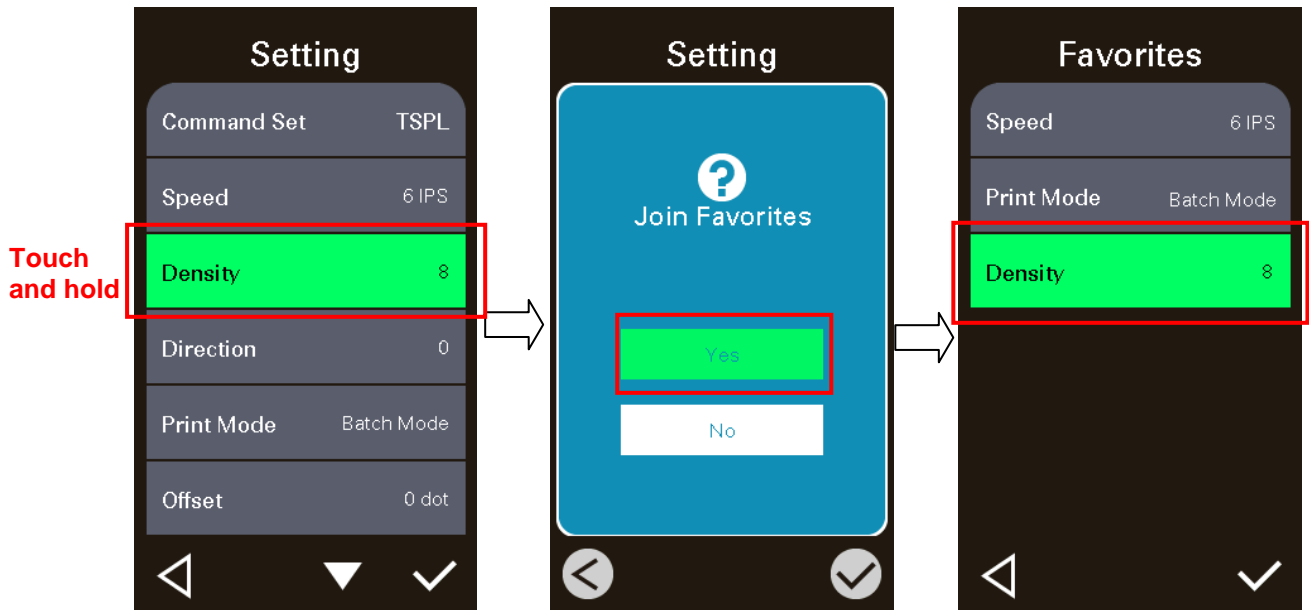 Touch
and hold
Setting
Command Set TSPL
Speed 6 IPS
Density 8
Direction 0
Print Mode Batch Mode
Offset 0 dot
Setting
?
Join Favorites
Yes
No
Favorites
Speed 6 IPS
Print Mode Batch Mode
Density 8